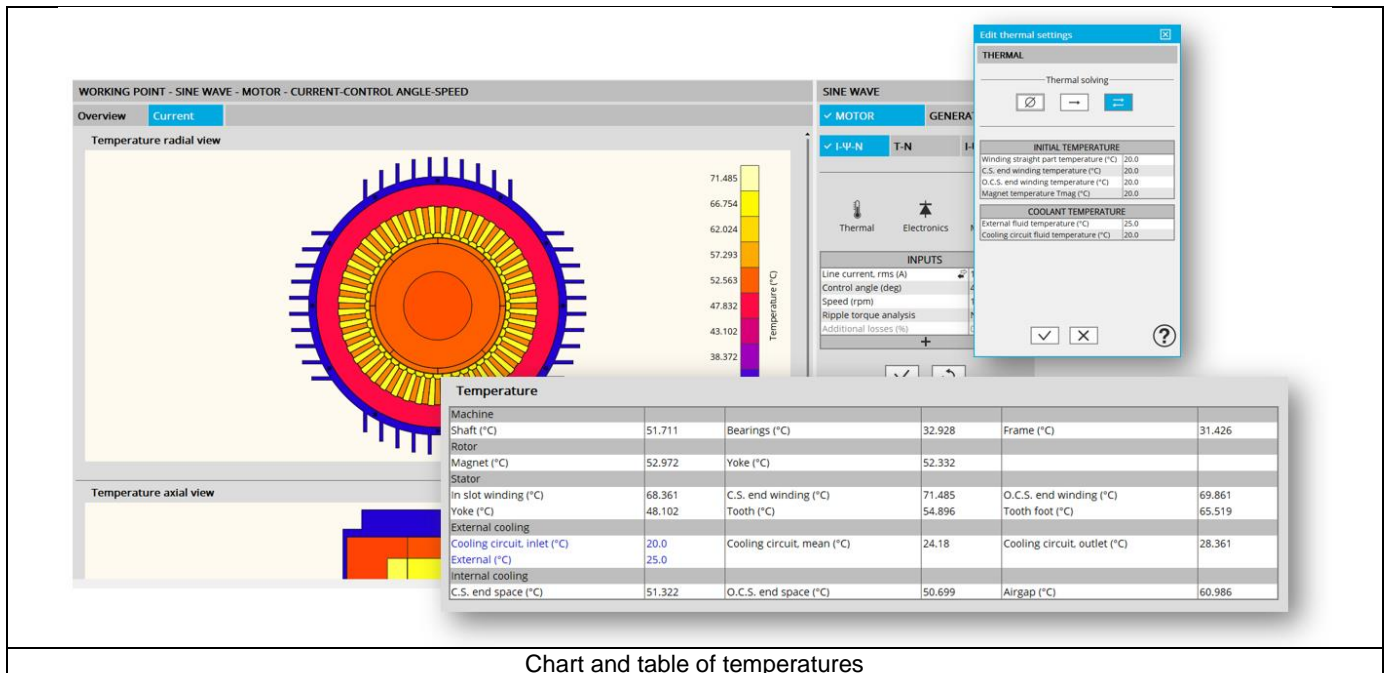 WORKING POINT - SINE WAVE - MOTOR - CURRENT-CONTROL ANGLE-SPEED
Overview Current
Temperature radial view
71.485
66.754
62.024
57.293
52.563
47.832
43.102
38.372
Temperature (°C)
Temperature axial view
SINE WAVE
✓ MOTOR
✓ I-Ψ-N T-N
Thermal Electronics
INPUTS
Line current, rms (A)
Control angle (deg)
Speed (rpm)
Ripple torque analysis
Additional losses (%)
+
Edit thermal settings
THERMAL
Thermal solving
INITIAL TEMPERATURE
Winding straight part temperature (°C) 20.0
C.S. end winding temperature (°C) 20.0
O.C.S. end winding temperature (°C) 20.0
Magnet temperature Tmag (°C) 20.0
COOLANT TEMPERATURE
External fluid temperature (°C) 25.0
Cooling circuit fluid temperature (°C) 20.0
?
Temperature
Machine
Shaft (°C) 51.711 Bearings (°C) 32.928 Frame (°C) 31.426
Rotor
Magnet (°C) 52.972 Yoke (°C) 52.332
Stator
In slot winding (°C) 68.361 C.S. end winding (°C) 71.485 O.C.S. end winding (°C) 69.861
Yoke (°C) 48.102 Tooth (°C) 54.896 Tooth foot (°C) 65.519
External cooling
Cooling circuit, inlet (°C) 20.0 Cooling circuit, mean (°C) 24.18 Cooling circuit, outlet (°C) 28.361
External (°C) 25.0
Internal cooling
C.S. end space (°C) 51.322 O.C.S. end space (°C) 50.699 Airgap (°C) 60.986
Chart and table of temperatures